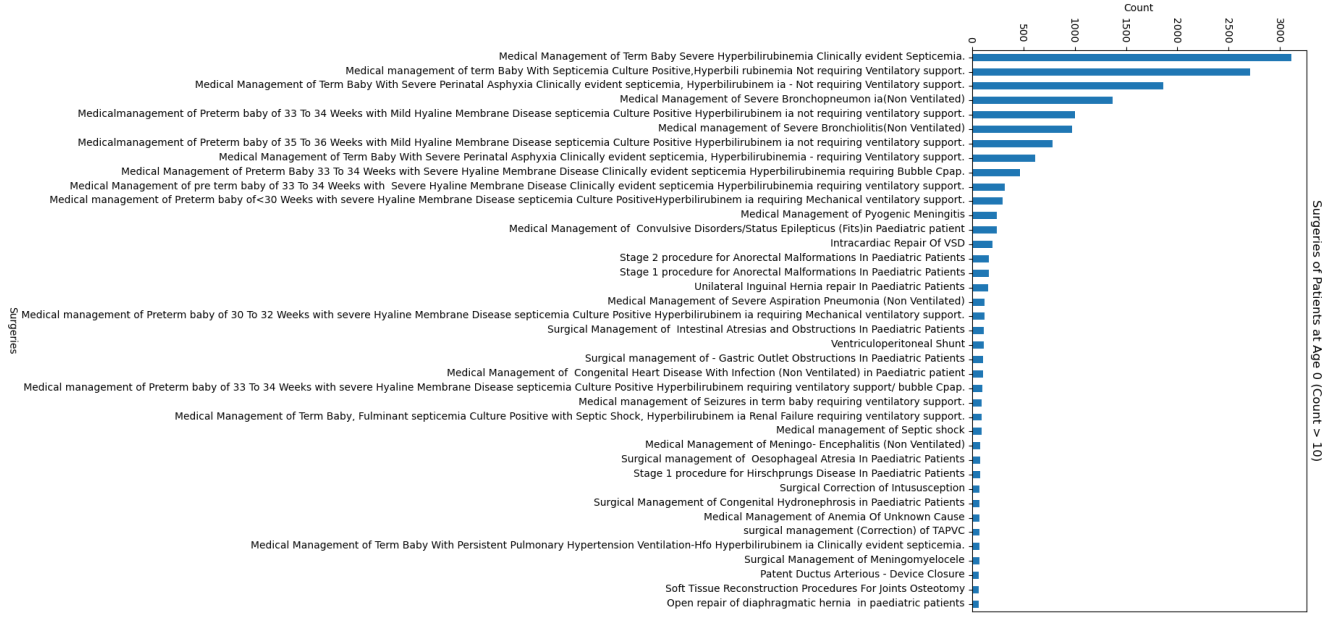 Count
0
500
1000
1500
2000
2500
3000
Surgeries of Patients at Age 0 (Count > 10)
Surgeries
Medical Management of Term Baby Severe Hyperbilirubinemia Clinically evident Septicemia.
Medical management of term Baby With Septicemia Culture Positive,Hyperbili rubinemia Not requiring Ventilatory support.
Medical Management of Term Baby With Severe Perinatal Asphyxia Clinically evident septicemia, Hyperbilirubinem ia - Not requiring Ventilatory support.
Medical Management of Severe Bronchopneumon ia(Non Ventilated)
Medicalmanagement of Preterm baby of 33 To 34 Weeks with Mild Hyaline Membrane Disease septicemia Culture Positive Hyperbilirubinem ia not requiring ventilatory support.
Medical management of Severe Bronchiolitis(Non Ventilated)
Medicalmanagement of Preterm baby of 35 To 36 Weeks with Mild Hyaline Membrane Disease septicemia Culture Positive Hyperbilirubinem ia not requiring ventilatory support.
Medical Management of Term Baby With Severe Perinatal Asphyxia Clinically evident septicemia, Hyperbilirubinemia - requiring Ventilatory support.
Medical Management of Preterm Baby 33 To 34 Weeks with Severe Hyaline Membrane Disease Clinically evident septicemia Hyperbilirubinemia requiring Bubble Cpap.
Medical Management of pre term baby of 33 To 34 Weeks with  Severe Hyaline Membrane Disease Clinically evident septicemia Hyperbilirubinemia requiring ventilatory support.
Medical management of Preterm baby of<30 Weeks with severe Hyaline Membrane Disease septicemia Culture PositiveHyperbilirubinem ia requiring Mechanical ventilatory support.
Medical Management of Pyogenic Meningitis
Medical Management of  Convulsive Disorders/Status Epilepticus (Fits)in Paediatric patient
Intracardiac Repair Of VSD
Stage 2 procedure for Anorectal Malformations In Paediatric Patients
Stage 1 procedure for Anorectal Malformations In Paediatric Patients
Unilateral Inguinal Hernia repair In Paediatric Patients
Medical Management of Severe Aspiration Pneumonia (Non Ventilated)
Medical management of Preterm baby of 30 To 32 Weeks with severe Hyaline Membrane Disease septicemia Culture Positive Hyperbilirubinem ia requiring Mechanical ventilatory support.
Surgical Management of  Intestinal Atresias and Obstructions In Paediatric Patients
Ventriculoperitoneal Shunt
Surgical management of - Gastric Outlet Obstructions In Paediatric Patients
Medical Management of  Congenital Heart Disease With Infection (Non Ventilated) in Paediatric patient
Medical management of Preterm baby of 33 To 34 Weeks with severe Hyaline Membrane Disease septicemia Culture Positive Hyperbilirubinem requiring ventilatory support/ bubble Cpap.
Medical management of Seizures in term baby requiring ventilatory support.
Medical Management of Term Baby, Fulminant septicemia Culture Positive with Septic Shock, Hyperbilirubinem ia Renal Failure requiring ventilatory support.
Medical management of Septic shock
Medical Management of Meningo- Encephalitis (Non Ventilated)
Surgical management of  Oesophageal Atresia In Paediatric Patients
Stage 1 procedure for Hirschprungs Disease In Paediatric Patients
Surgical Correction of Intususception
Surgical Management of Congenital Hydronephrosis in Paediatric Patients
Medical Management of Anemia Of Unknown Cause
surgical management (Correction) of TAPVC
Medical Management of Term Baby With Persistent Pulmonary Hypertension Ventilation-Hfo Hyperbilirubinem ia Clinically evident septicemia.
Surgical Management of Meningomyelocele
Patent Ductus Arterious - Device Closure
Soft Tissue Reconstruction Procedures For Joints Osteotomy
Open repair of diaphragmatic hernia  in paediatric patients